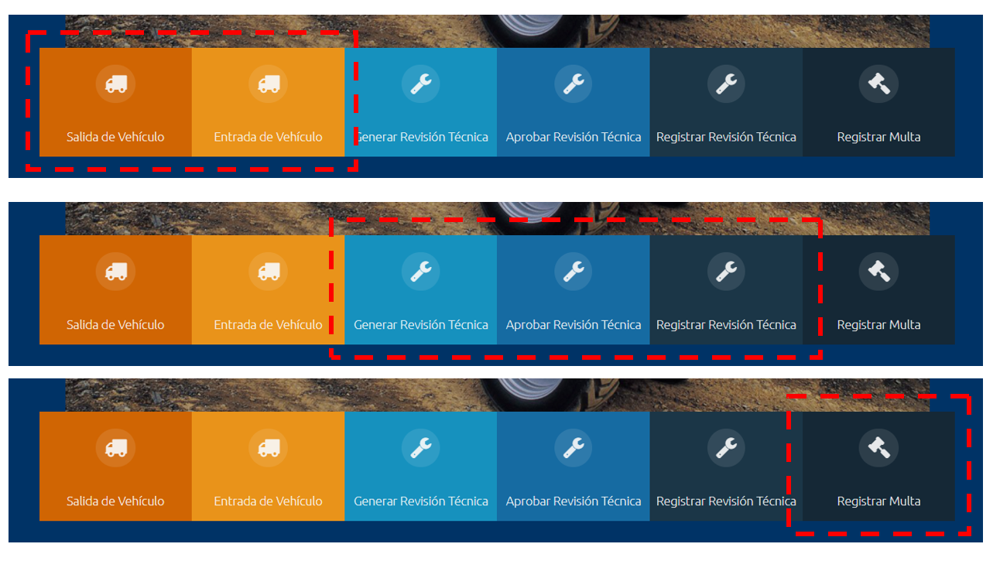 Salida de Vehículo Entrada de Vehículo Generar Revisión Técnica Aprobar Revisión Técnica Registrar Revisión Técnica Registrar Multa
Salida de Vehículo Entrada de Vehículo Generar Revisión Técnica Aprobar Revisión Técnica Registrar Revisión Técnica Registrar Multa
Salida de Vehículo Entrada de Vehículo Generar Revisión Técnica Aprobar Revisión Técnica Registrar Revisión Técnica Registrar Multa